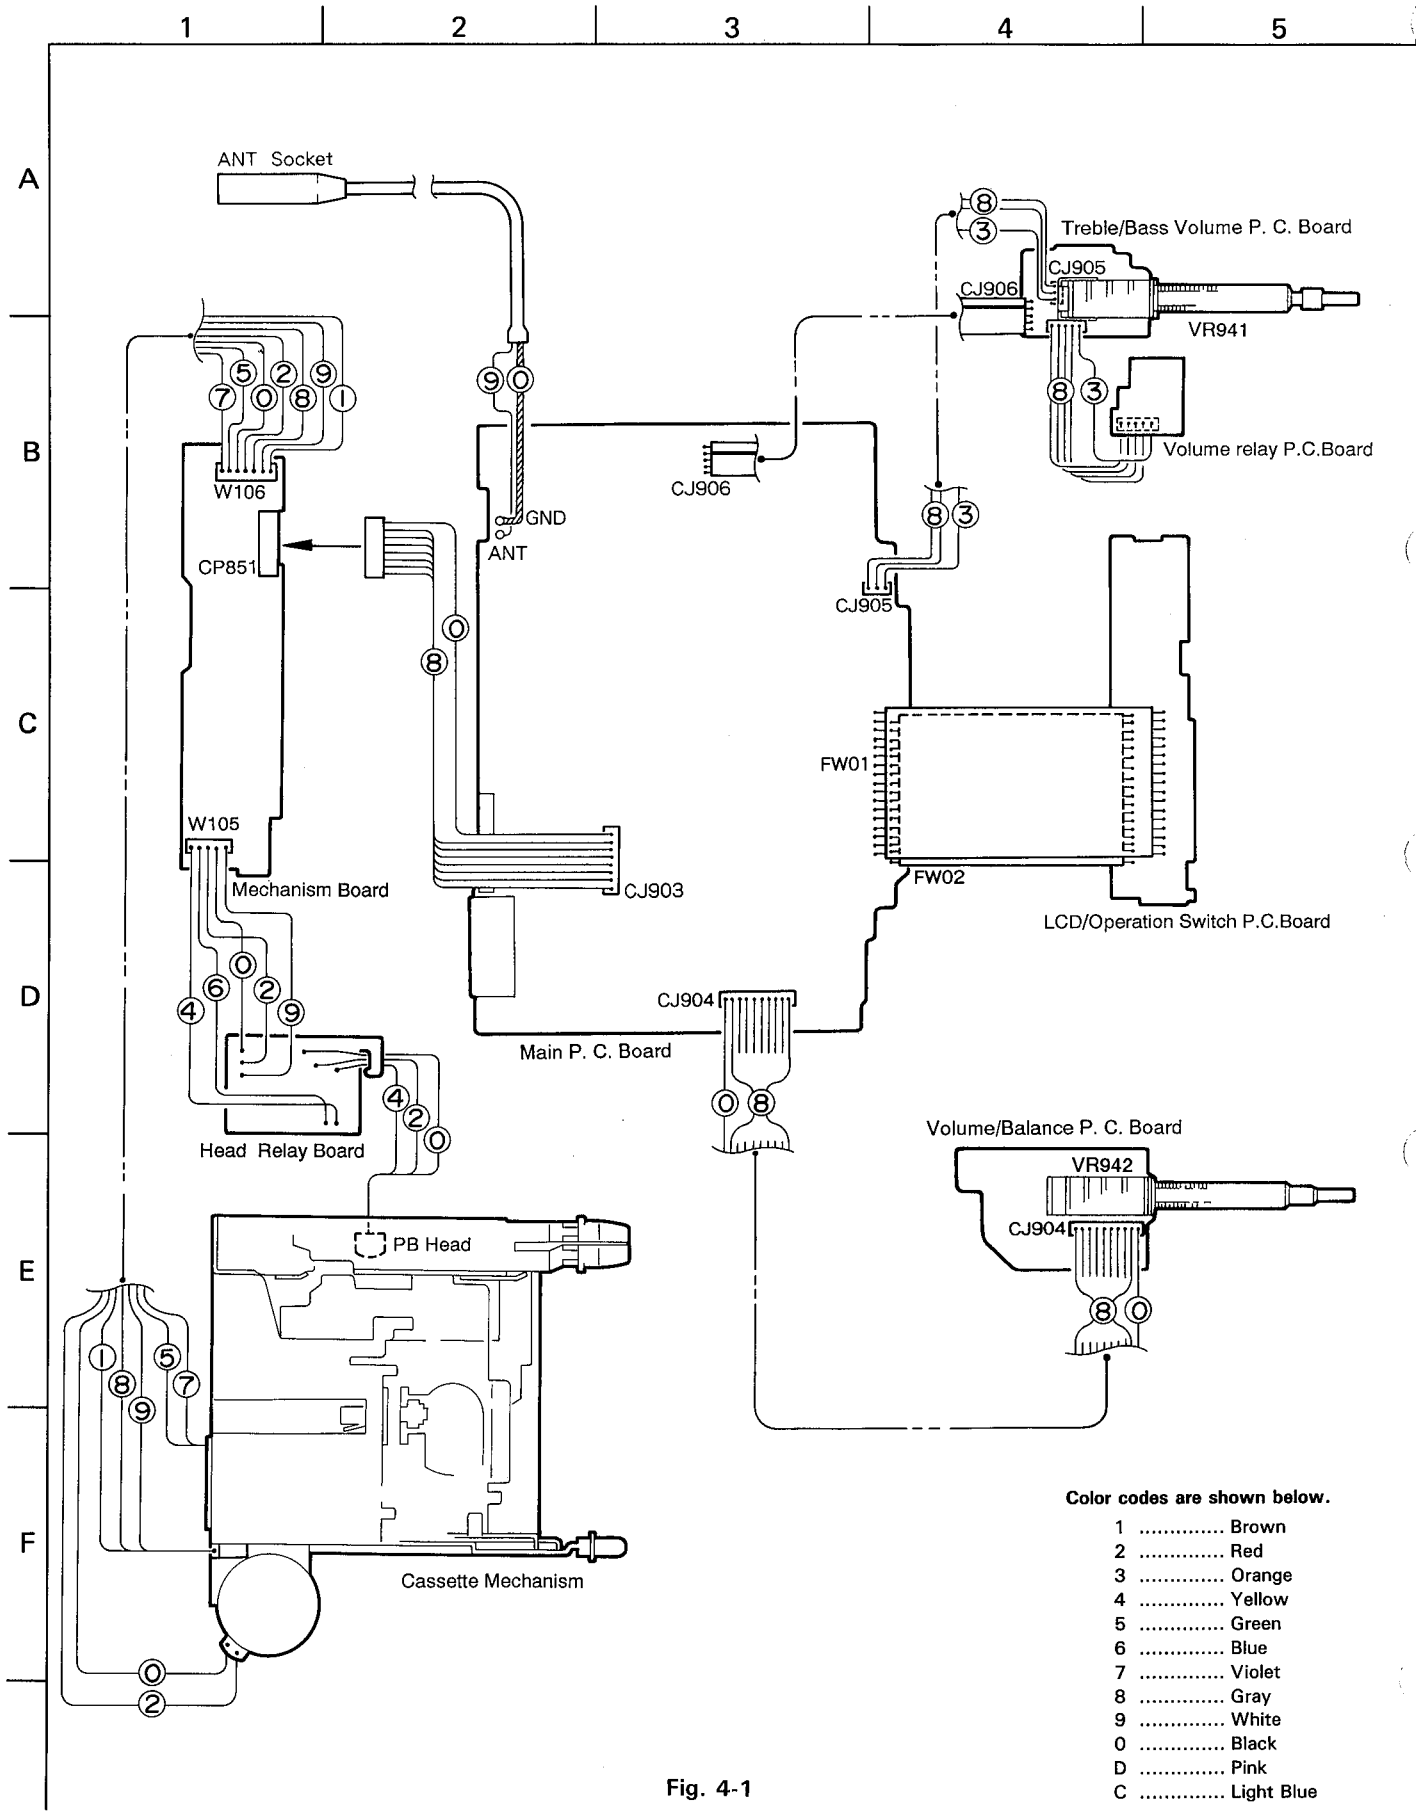 1 2 3 4 5
A
ANT Socket
8
3
Treble/Bass Volume P. C. Board
CJ905
CJ906
VR941
5 2 9
7 0 8 1
9 0
8 3
B
W106
CJ906
Volume relay P.C.Board
GND
ANT
8 3
CP851
CJ905
0
8
C
FW01
W105
Mechanism Board
CJ903
FW02
LCD/Operation Switch P.C.Board
0
6 2
4 9
D
CJ904
Main P. C. Board
4
2
0
0 8
Head Relay Board
Volume/Balance P. C. Board
VR942
CJ904
PB Head
E
8 0
1 5
8 7
9
Color codes are shown below.
1 .............. Brown
2 .............. Red
F
3 .............. Orange
Cassette Mechanism
4 .............. Yellow
5 .............. Green
6 .............. Blue
0
7 .............. Violet
2
8 .............. Gray
9 .............. White
0 .............. Black
D .............. Pink
C .............. Light Blue
Fig. 4-1